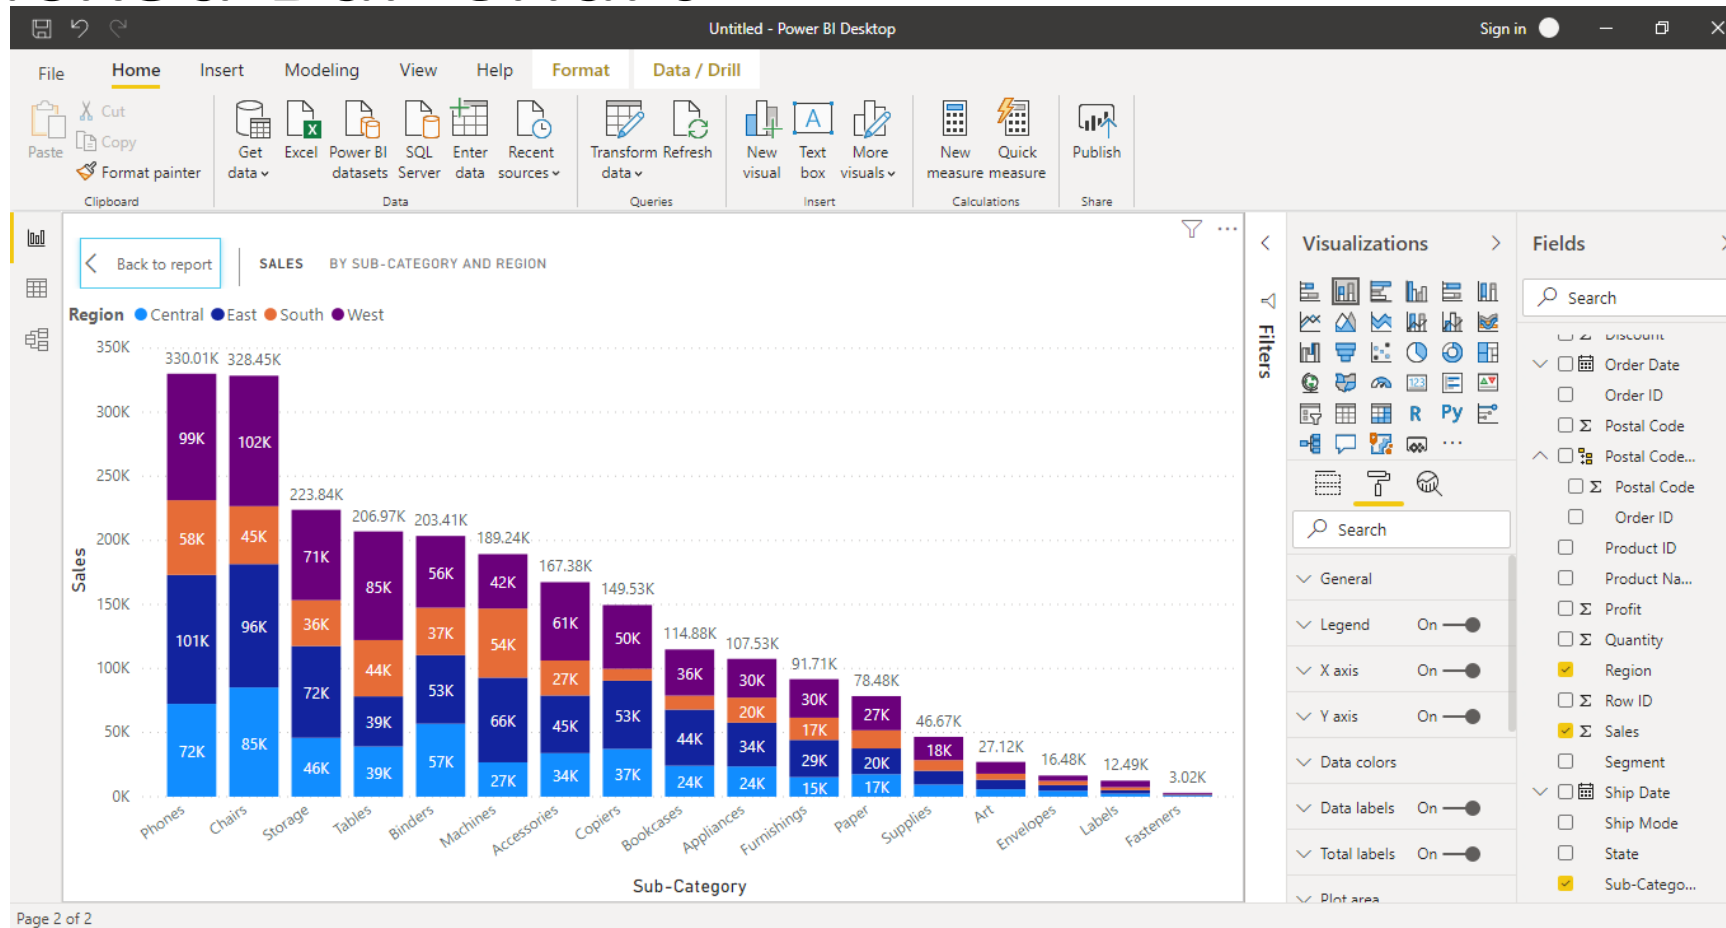 Untitled - Power BI Desktop
Sign in
File Home Insert Modeling View Help Format Data / Drill
Paste
Cut
Copy
Format painter
Clipboard
Get data
Excel
Power BI datasets
SQL Server
Enter data
Recent sources
Data
Transform data
Refresh
Queries
New visual
Text box
More visuals
Insert
New measure
Quick measure
Calculations
Publish
Share
Back to report
SALES BY SUB-CATEGORY AND REGION
Region Central East South West
350K
300K
250K
200K
150K
100K
50K
0K
Sales
330.01K 328.45K 223.84K 206.97K 203.41K 189.24K 167.38K 149.53K 114.88K 107.53K 91.71K 78.48K 46.67K 27.12K 16.48K 12.49K 3.02K
99K 58K 101K 72K
102K 45K 96K 85K
71K 36K 72K 46K
85K 44K 39K 39K
56K 37K 53K 57K
42K 54K 66K 27K
61K 27K 45K 34K
50K 53K 37K
36K 44K 24K
30K 20K 34K 24K
30K 17K 29K 15K
27K 20K 17K
18K
Phones Chairs Storage Tables Binders Machines Accessories Copiers Bookcases Appliances Furnishings Paper Supplies Art Envelopes Labels Fasteners
Sub-Category
Filters
Visualizations
123
R Py
Search
General
Legend On
X axis On
Y axis On
Data colors
Data labels On
Total labels On
Plot area
Fields
Search
Discount
Order Date
Order ID
Σ Postal Code
Postal Code...
Σ Postal Code
Order ID
Product ID
Product Na...
Σ Profit
Σ Quantity
Region
Σ Row ID
Σ Sales
Segment
Ship Date
Ship Mode
State
Sub-Catego...
Page 2 of 2